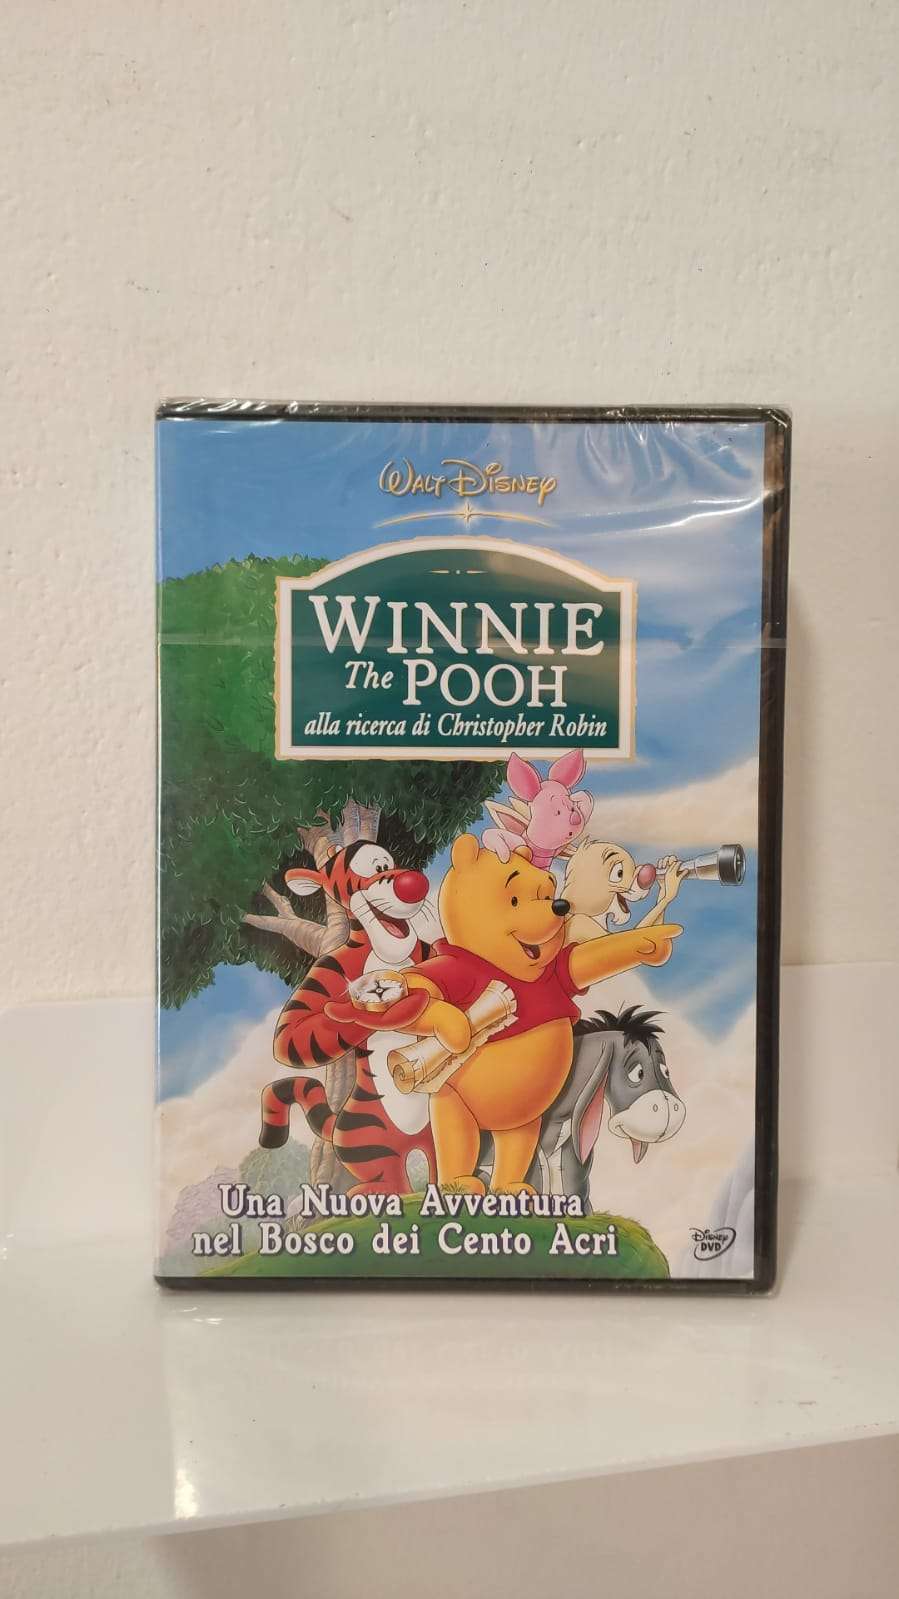 Walt Disney
Winnie
The Pooh
alla ricerca di Christopher Robin
Una Nuova Avventura
nel Bosco dei Cento Acri
Disney
DVD